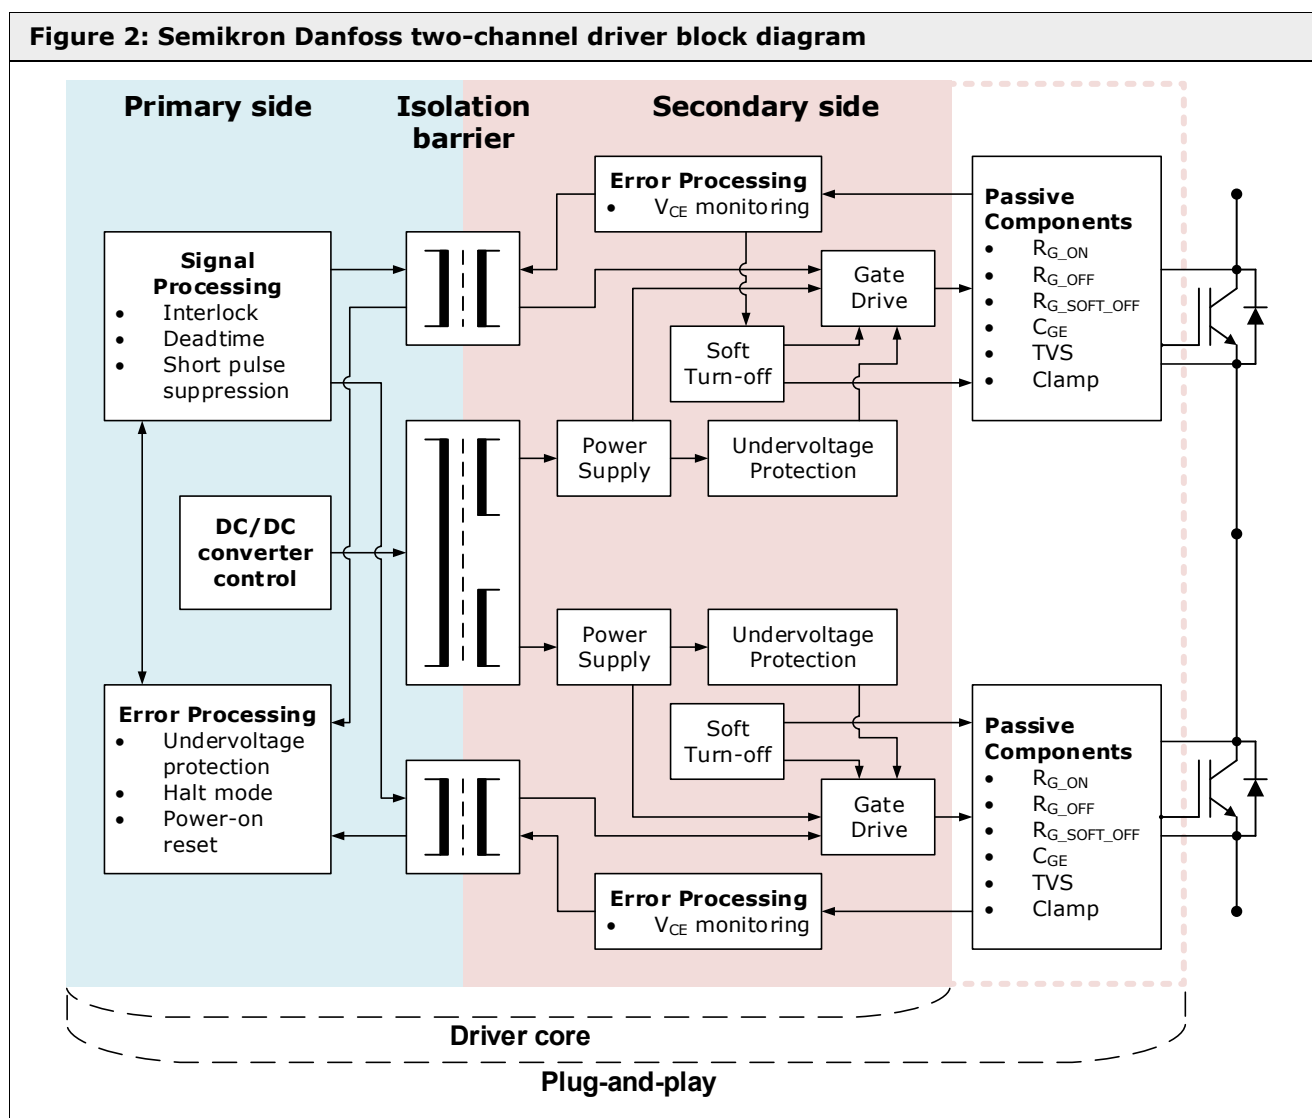 Figure 2: Semikron Danfoss two-channel driver block diagram
Primary side
Isolation
barrier
Secondary side
Error Processing
• VCE monitoring
Passive
Components
• RG_ON
• RG_OFF
• RG_SOFT_OFF
• CGE
• TVS
• Clamp
Signal
Processing
• Interlock
• Deadtime
• Short pulse
suppression
Gate
Drive
Soft
Turn-off
Power
Supply
Undervoltage
Protection
DC/DC
converter
control
Power
Supply
Undervoltage
Protection
Error Processing
• Undervoltage
protection
• Halt mode
• Power-on
reset
Soft
Turn-off
Gate
Drive
Passive
Components
• RG_ON
• RG_OFF
• RG_SOFT_OFF
• CGE
• TVS
• Clamp
Error Processing
• VCE monitoring
Driver core
Plug-and-play